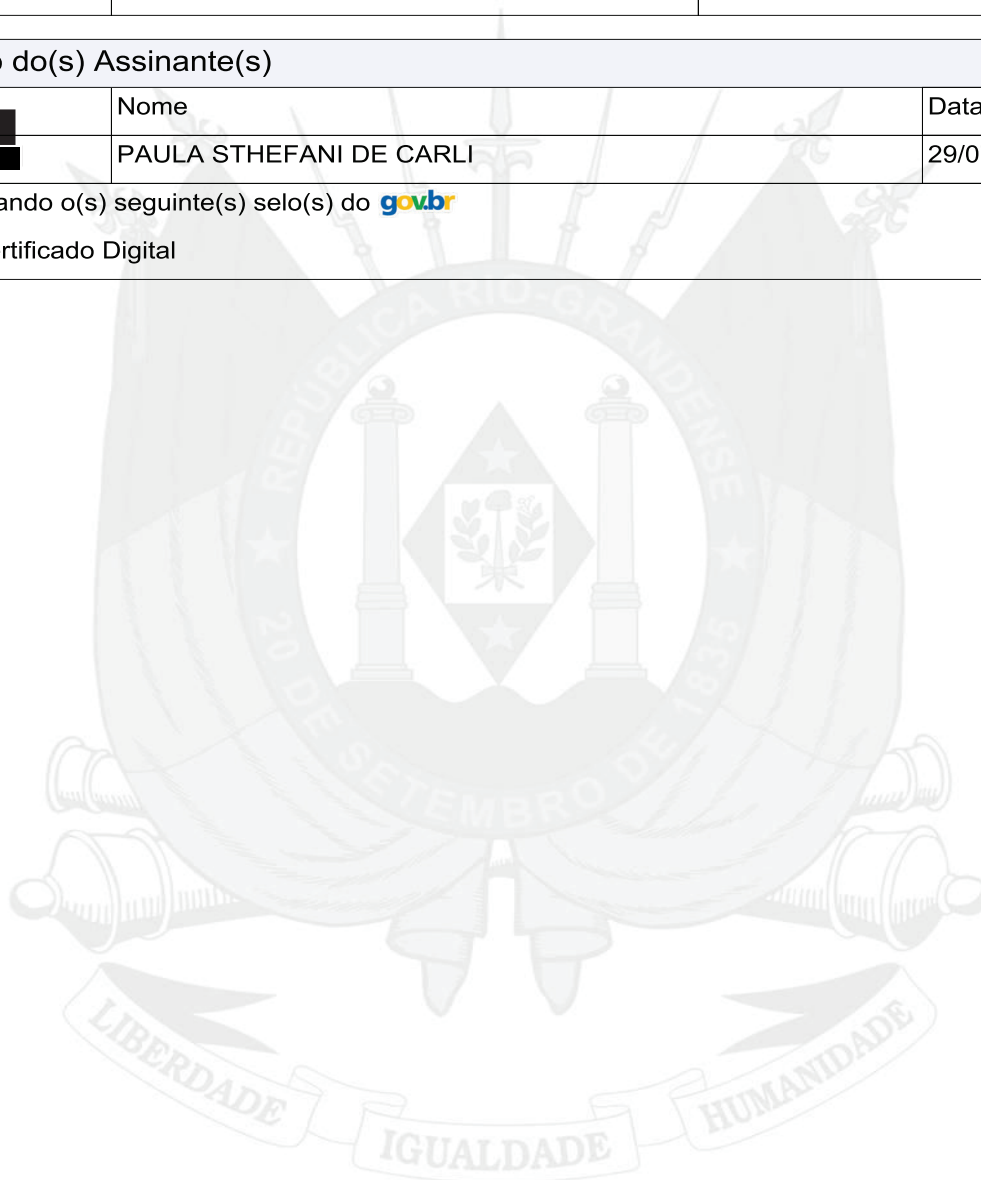 o do(s) Assinante(s)
Nome
Data
PAULA STHEFANI DE CARLI
29/0
ando o(s) seguinte(s) selo(s) do gov.br
rtificado Digital
REPÚBLICA RIO-GRANDENSE
20 DE SETEMBRO DE 1835
LIBERDADE
IGUALDADE
HUMANIDADE